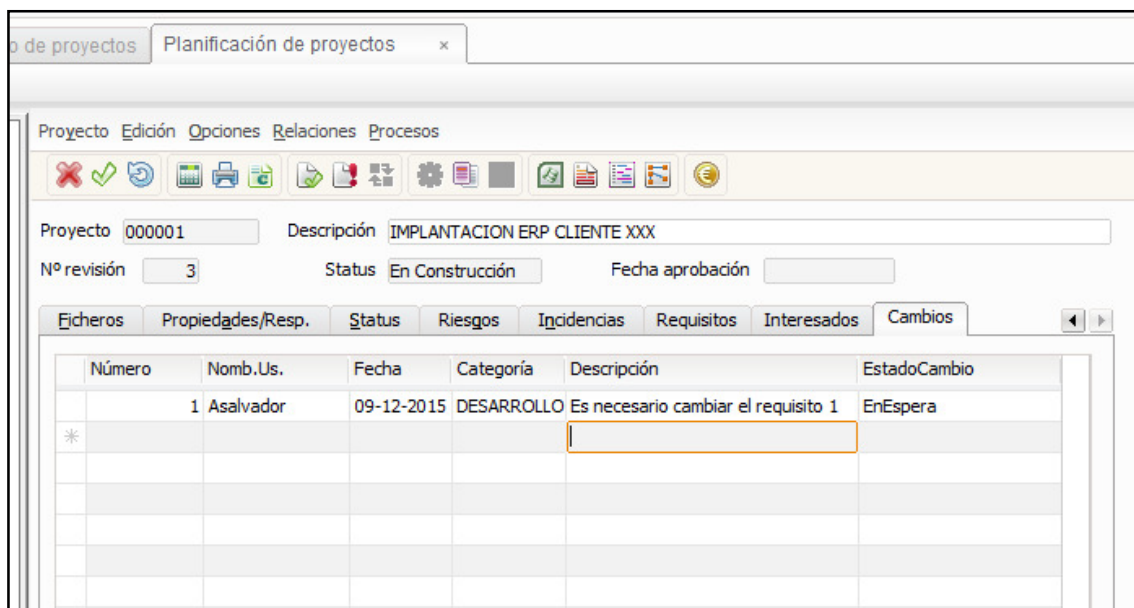 o de proyectos Planificación de proyectos ×
Proyecto Edición Opciones Relaciones Procesos
Proyecto 000001 Descripción IMPLANTACION ERP CLIENTE XXX
Nº revisión 3 Status En Construcción Fecha aprobación
Ficheros Propiedades/Resp. Status Riesgos Incidencias Requisitos Interesados Cambios
Número Nomb.Us. Fecha Categoría Descripción EstadoCambio
1 Asalvador 09-12-2015 DESARROLLO Es necesario cambiar el requisito 1 EnEspera